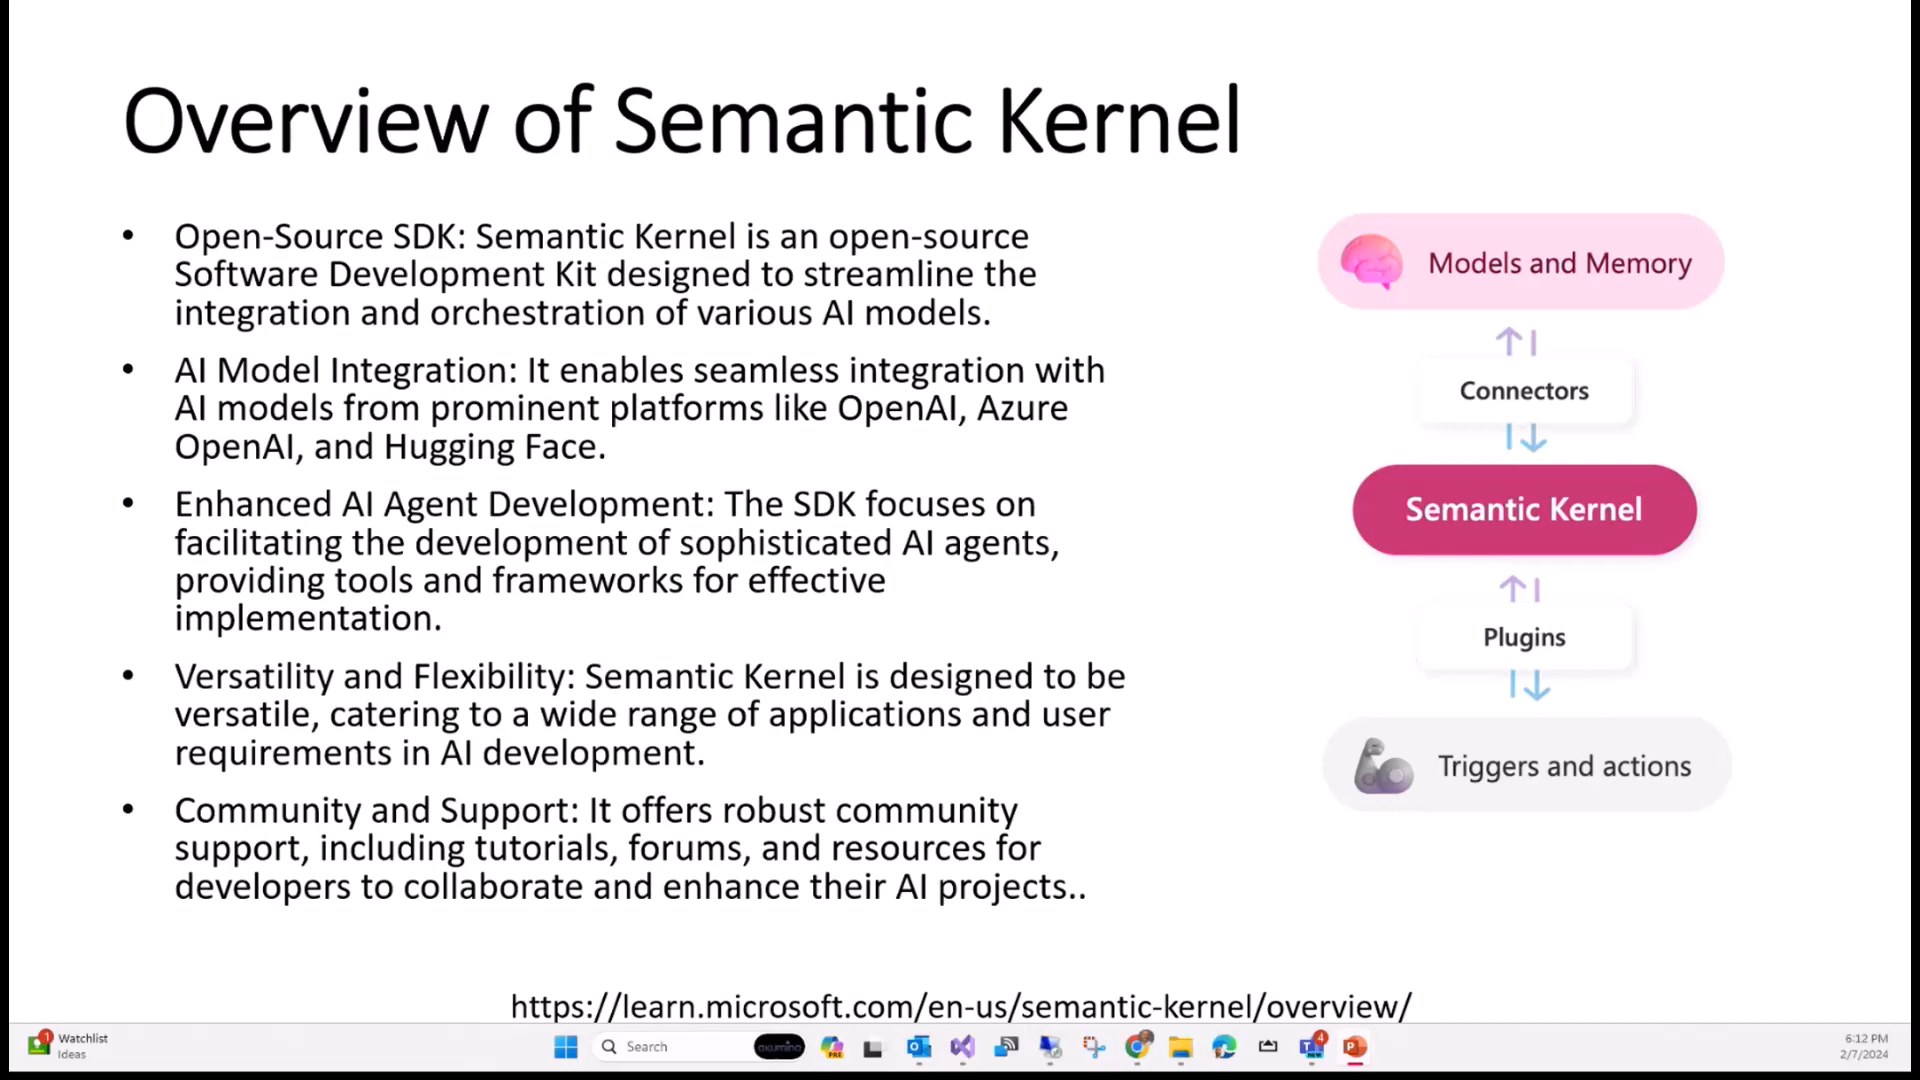 Overview of Semantic Kernel
• Open-Source SDK: Semantic Kernel is an open-source
Software Development Kit designed to streamline the
integration and orchestration of various AI models.
• AI Model Integration: It enables seamless integration with
AI models from prominent platforms like OpenAI, Azure
OpenAI, and Hugging Face.
• Enhanced AI Agent Development: The SDK focuses on
facilitating the development of sophisticated AI agents,
providing tools and frameworks for effective
implementation.
• Versatility and Flexibility: Semantic Kernel is designed to be
versatile, catering to a wide range of applications and user
requirements in AI development.
• Community and Support: It offers robust community
support, including tutorials, forums, and resources for
developers to collaborate and enhance their AI projects..
Models and Memory
Connectors
Semantic Kernel
Plugins
Triggers and actions
https://learn.microsoft.com/en-us/semantic-kernel/overview/
1
Watchlist
Ideas
Search
akumina
PRE
T
NEW
4
P
6:12 PM
2/7/2024